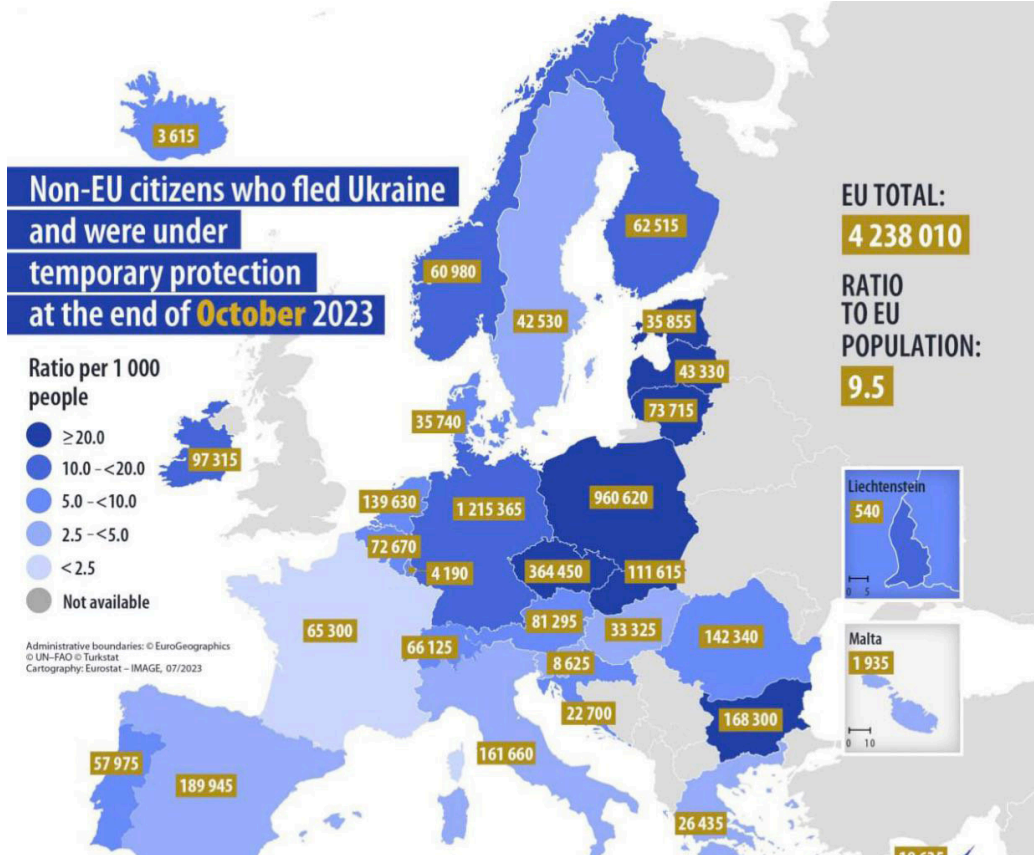 3 615
Non-EU citizens who fled Ukraine
and were under
temporary protection
at the end of October 2023
EU TOTAL:
4 238 010
RATIO
TO EU
POPULATION:
9.5
Ratio per 1 000
people
≥20.0
10.0 –<20.0
5.0 –<10.0
2.5 –<5.0
<2.5
Not available
Administrative boundaries: © EuroGeographics
© UN–FAO © Turkstat
Cartography: Eurostat – IMAGE, 07/2023
62 515
60 980
42 530
35 855
43 330
73 715
35 740
97 315
139 630
1 215 365
960 620
72 670
4 190
364 450
111 615
65 300
81 295
33 325
66 125
142 340
8 625
22 700
168 300
161 660
57 975
189 945
26 435
Liechtenstein
540
0 5
Malta
1 935
0 10